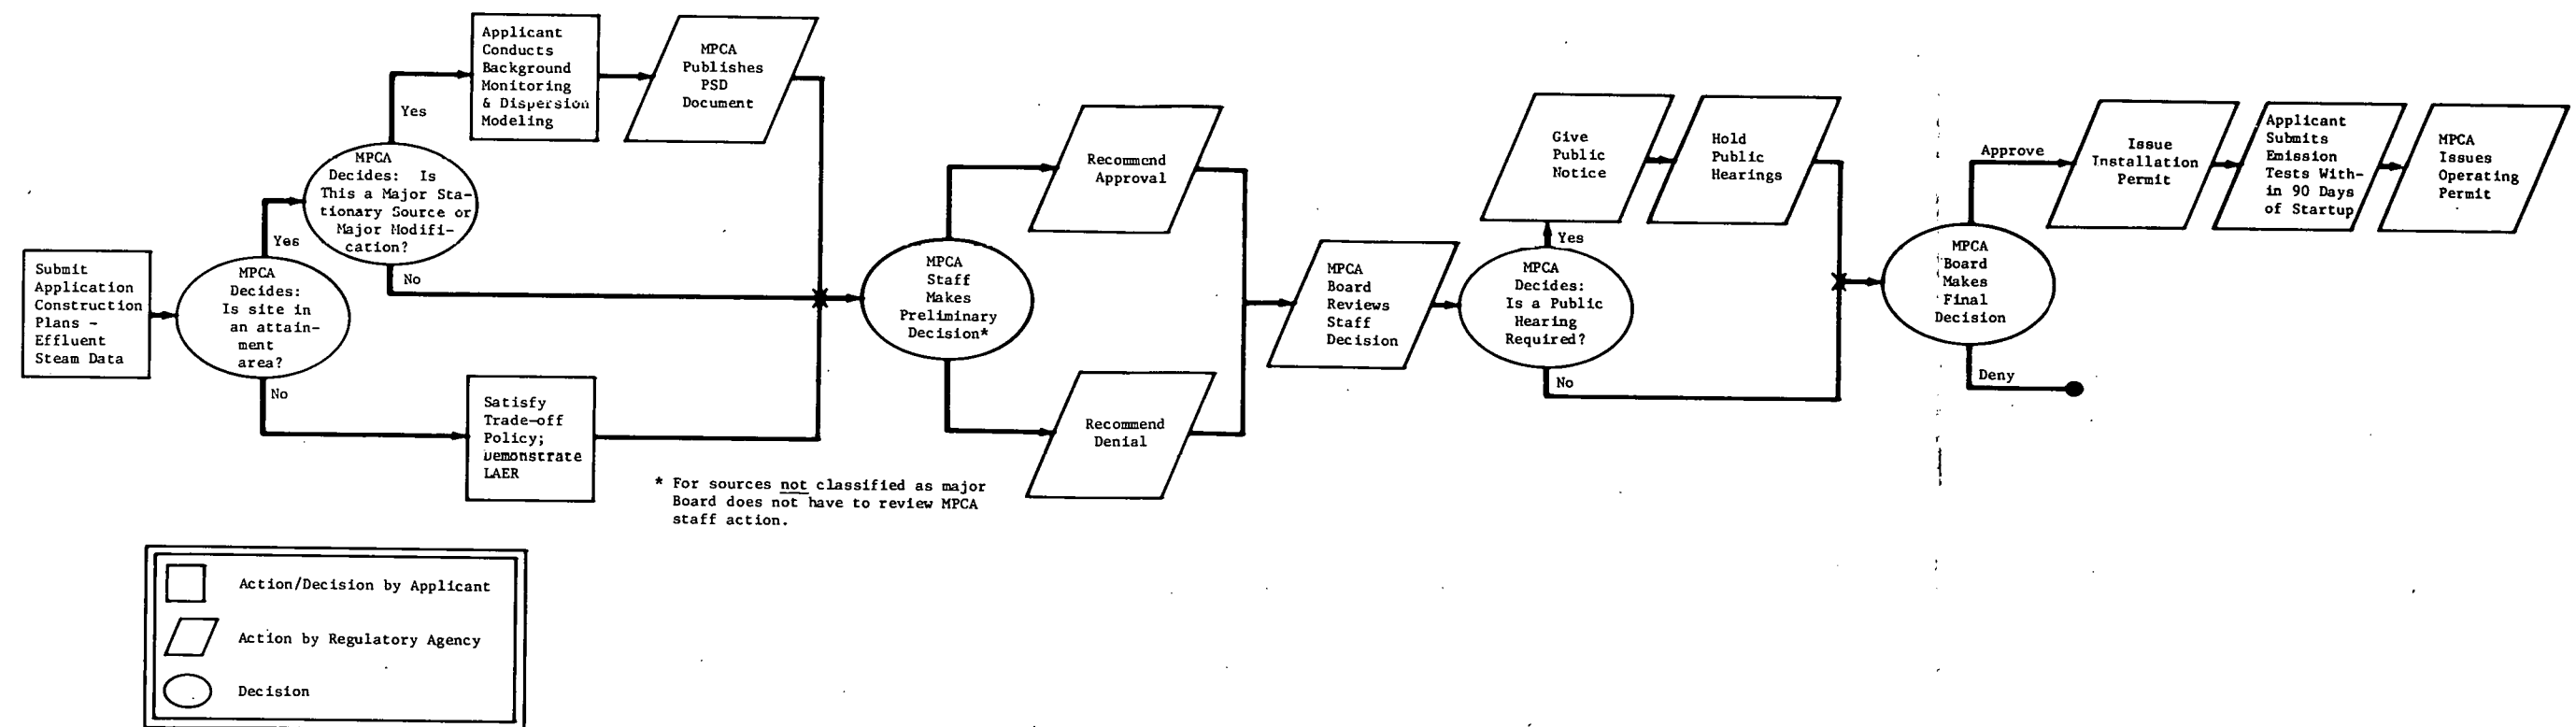 Submit
Application
Construction
Plans -
Effluent
Steam Data
MPCA
Decides:
Is site in
an attain-
ment
area?
Yes
No
MPCA
Decides: Is
This a Major Sta-
tionary Source or
Major Modifi-
cation?
Yes
No
Applicant
Conducts
Background
Monitoring
& Dispersion
Modeling
MPCA
Publishes
PSD
Document
Satisfy
Trade-off
Policy;
Demonstrate
LAER
MPCA
Staff
Makes
Preliminary
Decision*
Recommend
Approval
Recommend
Denial
* For sources not classified as major
Board does not have to review MPCA
staff action.
MPCA
Board
Reviews
Staff
Decision
MPCA
Decides:
Is a Public
Hearing
Required?
Yes
No
Give
Public
Notice
Hold
Public
Hearings
MPCA
Board
Makes
Final
Decision
Approve
Deny
Issue
Installation
Permit
Applicant
Submits
Emission
Tests With-
in 90 Days
of Startup
MPCA
Issues
Operating
Permit
Action/Decision by Applicant
Action by Regulatory Agency
Decision